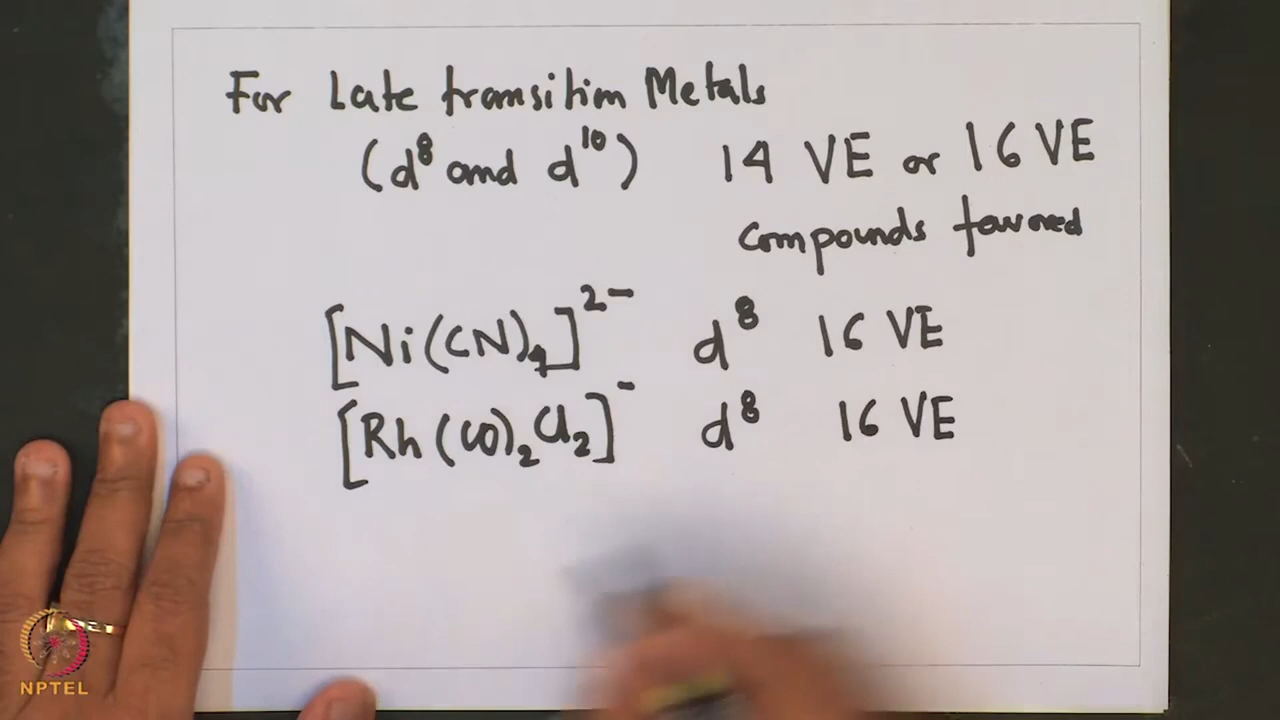 For Late transition Metals
(d⁸ and d¹⁰) 14 VE or 16 VE
Compounds favored
[Ni(CN)₄]²⁻ d⁸ 16 VE
[Rh(CO)₂Cl₂]⁻ d⁸ 16 VE
NPTEL